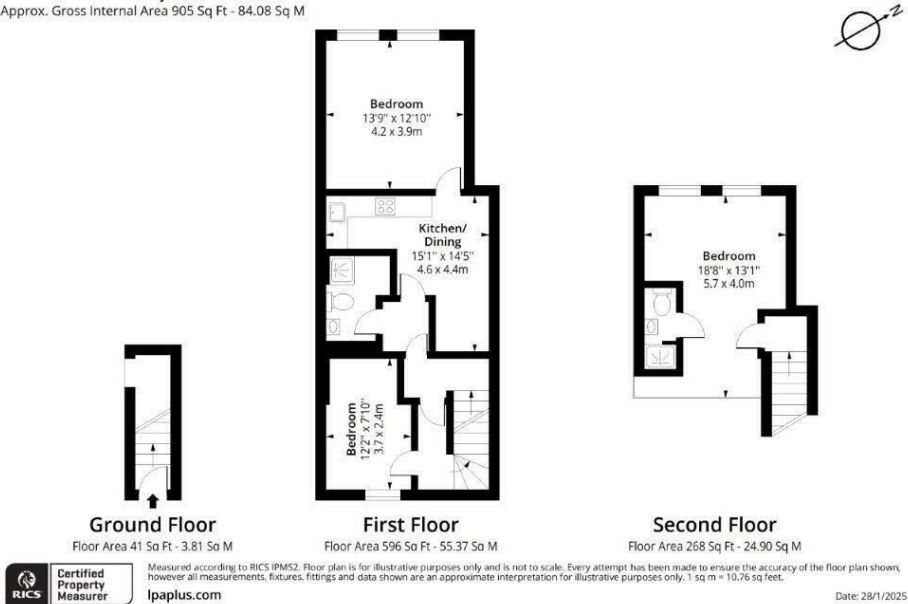 Approx. Gross Internal Area 905 Sq Ft - 84.08 Sq M
N
Bedroom
13'9" x 12'10"
4.2 x 3.9m
Kitchen/
Dining
15'1" x 14'5"
4.6 x 4.4m
Bedroom
12'2" x 7'10"
3.7 x 2.4m
Bedroom
18'8" x 13'1"
5.7 x 4.0m
Ground Floor
Floor Area 41 Sq Ft - 3.81 Sq M
First Floor
Floor Area 596 Sq Ft - 55.37 Sq M
Second Floor
Floor Area 268 Sq Ft - 24.90 Sq M
RICS
Certified
Property
Measurer
Measured according to RICS IPMS2. Floor plan is for illustrative purposes only and is not to scale. Every attempt has been made to ensure the accuracy of the floor plan shown,
however all measurements, fixtures, fittings and data shown are an approximate interpretation for illustrative purposes only. 1 sq m = 10.76 sq feet.
lpaplus.com
Date: 28/1/2025